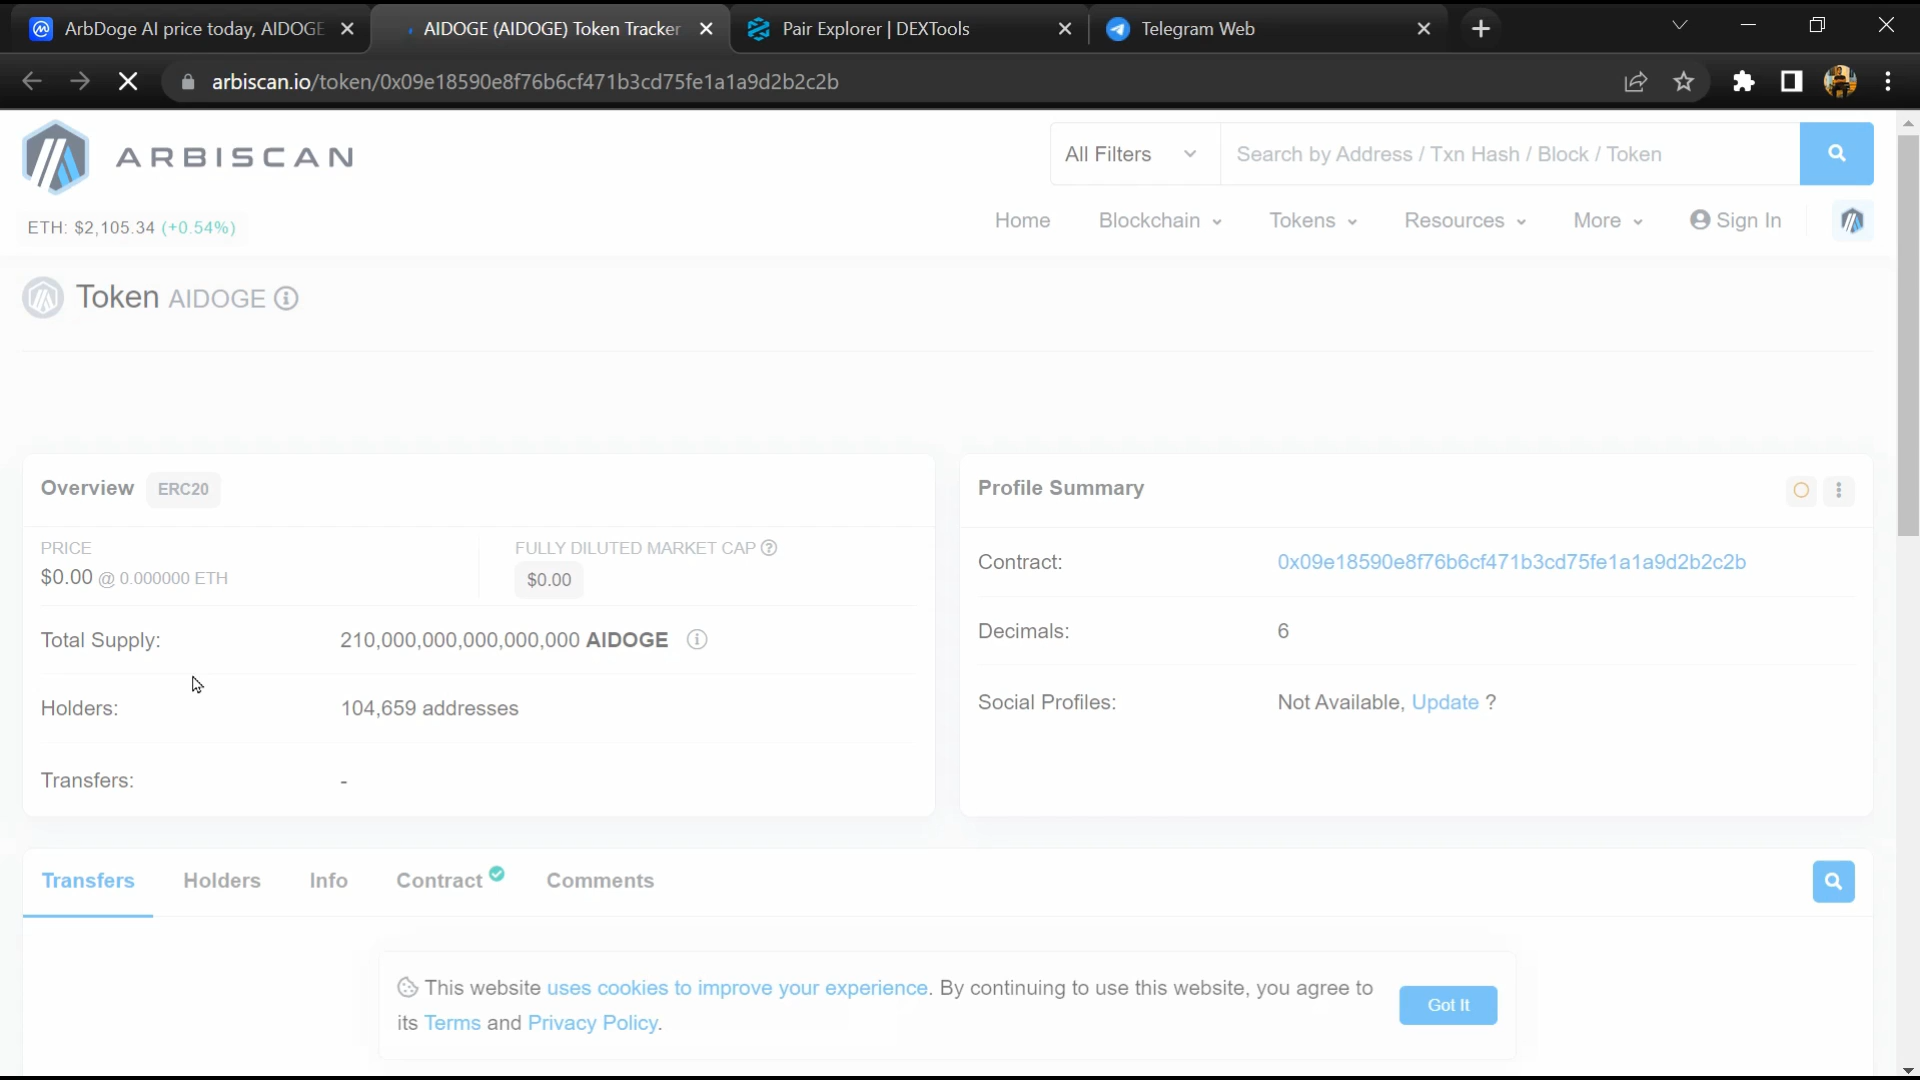 ArbDoge AI price today, AIDOGE
AIDOGE (AIDOGE) Token Tracker
Pair Explorer | DEXTools
Telegram Web
arbiscan.io/token/0x09e18590e8f76b6cf471b3cd75fe1a1a9d2b2c2b
ARBISCAN
All Filters
Search by Address / Txn Hash / Block / Token
ETH: $2,105.34 (+0.54%)
Home
Blockchain
Tokens
Resources
More
Sign In
Token AIDOGE
Overview ERC20
PRICE
$0.00 @ 0.000000 ETH
FULLY DILUTED MARKET CAP
$0.00
Total Supply: 210,000,000,000,000,000 AIDOGE
Holders: 104,659 addresses
Transfers: -
Profile Summary
Contract: 0x09e18590e8f76b6cf471b3cd75fe1a1a9d2b2c2b
Decimals: 6
Social Profiles: Not Available, Update ?
Transfers
Holders
Info
Contract
Comments
This website uses cookies to improve your experience. By continuing to use this website, you agree to
its Terms and Privacy Policy.
Got It